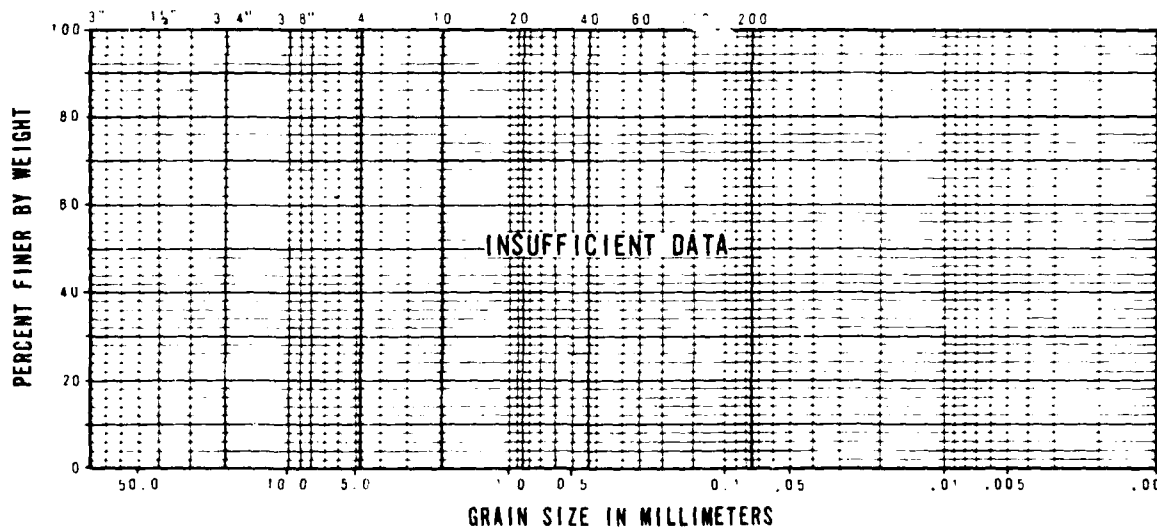 3" 1½" 3 4" 3 8" 4 10 20 40 60 200
100
80
60
40
20
0
PERCENT FINER BY WEIGHT
INSUFFICIENT DATA
50.0 10.0 5.0 1.0 0.5 0.1 .05 .01 .005 .00
GRAIN SIZE IN MILLIMETERS